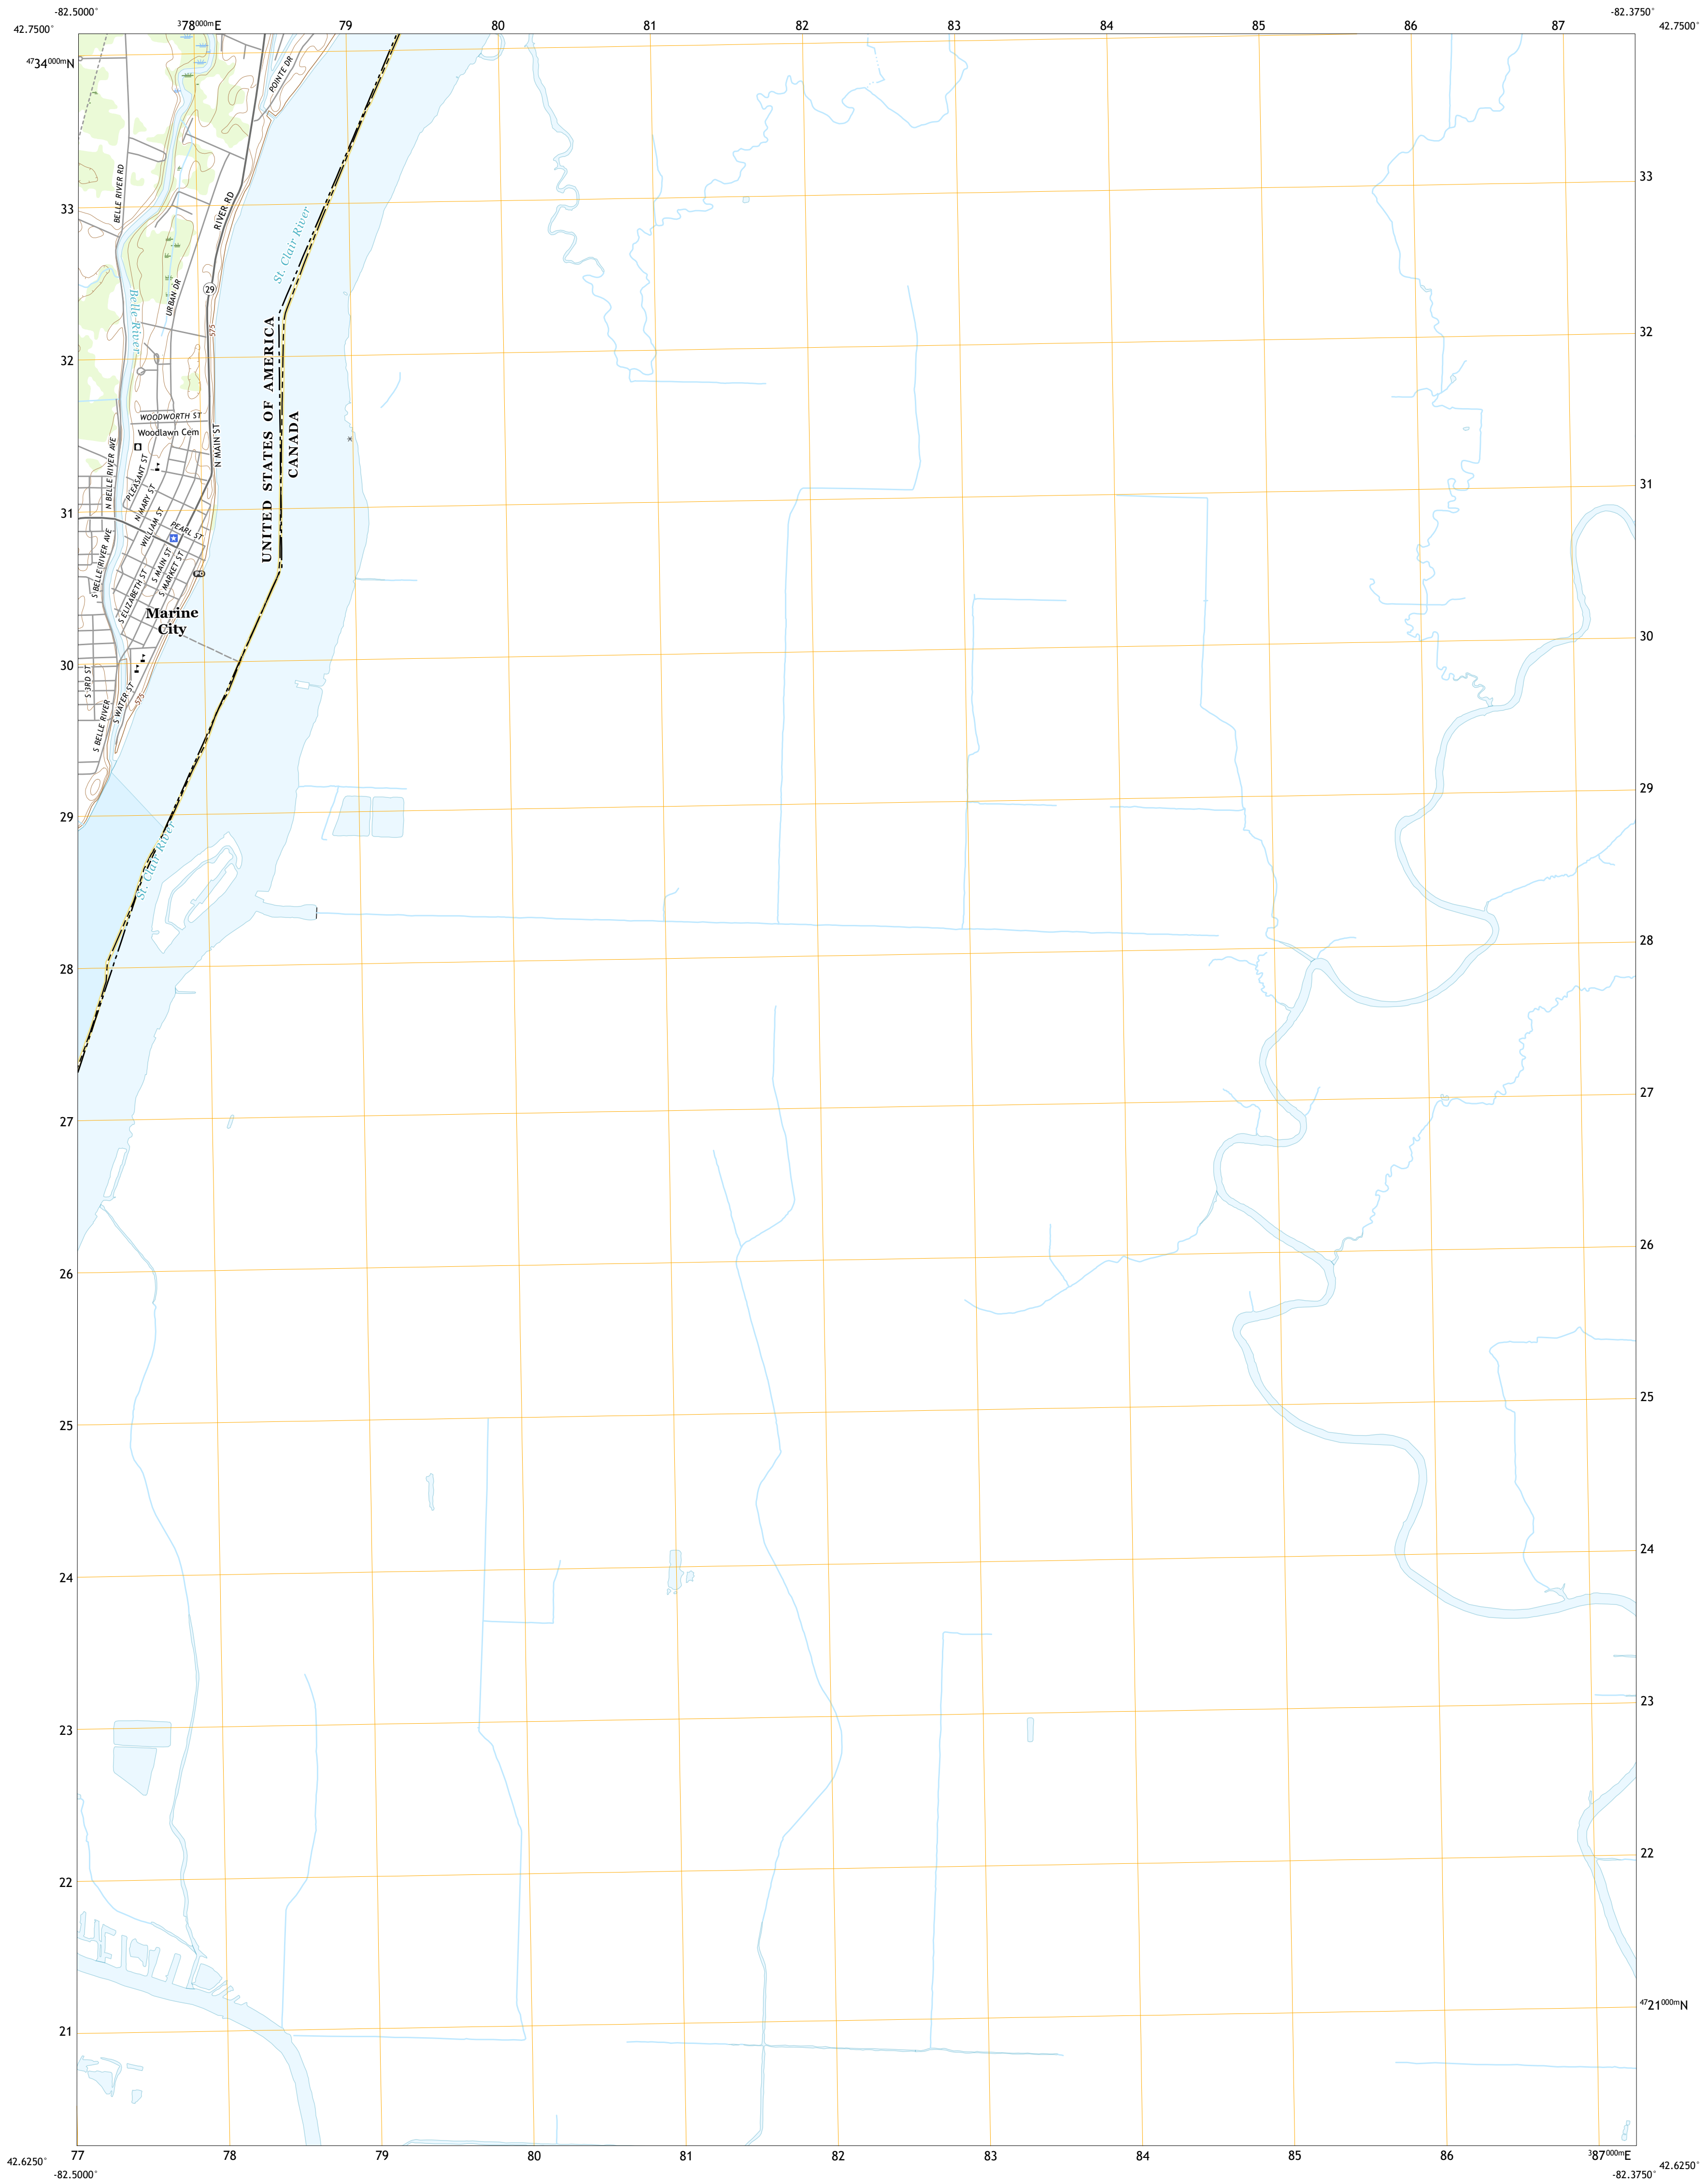 -82.5000°
-82.3750°
42.7500°
³78⁰⁰⁰ᵐE
79
80
81
82
83
84
85
86
87
42.7500°
⁴⁷34⁰⁰⁰ᵐN
POINTE DR
BELLE RIVER RD
RIVER RD
33
33
St. Clair River
29
URBAN DR
Belle River
575
32
32
UNITED STATES OF AMERICA
CANADA
WOODWORTH ST
Woodlawn Cem
N MAIN ST
N BELLE RIVER AVE
PLEASANT ST
N MARY ST
WILLIAM ST
PEARL ST
31
31
S BELLE RIVER AVE
S ELIZABETH ST
S MAIN ST
S MARKET ST
PO
Marine
City
30
30
S 3RD ST
S WATER ST
575
S BELLE RIVER
29
29
St. Clair River
28
28
27
27
26
26
25
25
24
24
23
23
22
22
21
⁴⁷21⁰⁰⁰ᵐN
42.6250°
77
78
79
80
81
82
83
84
85
86
³87⁰⁰⁰ᵐE
42.6250°
-82.5000°
-82.3750°